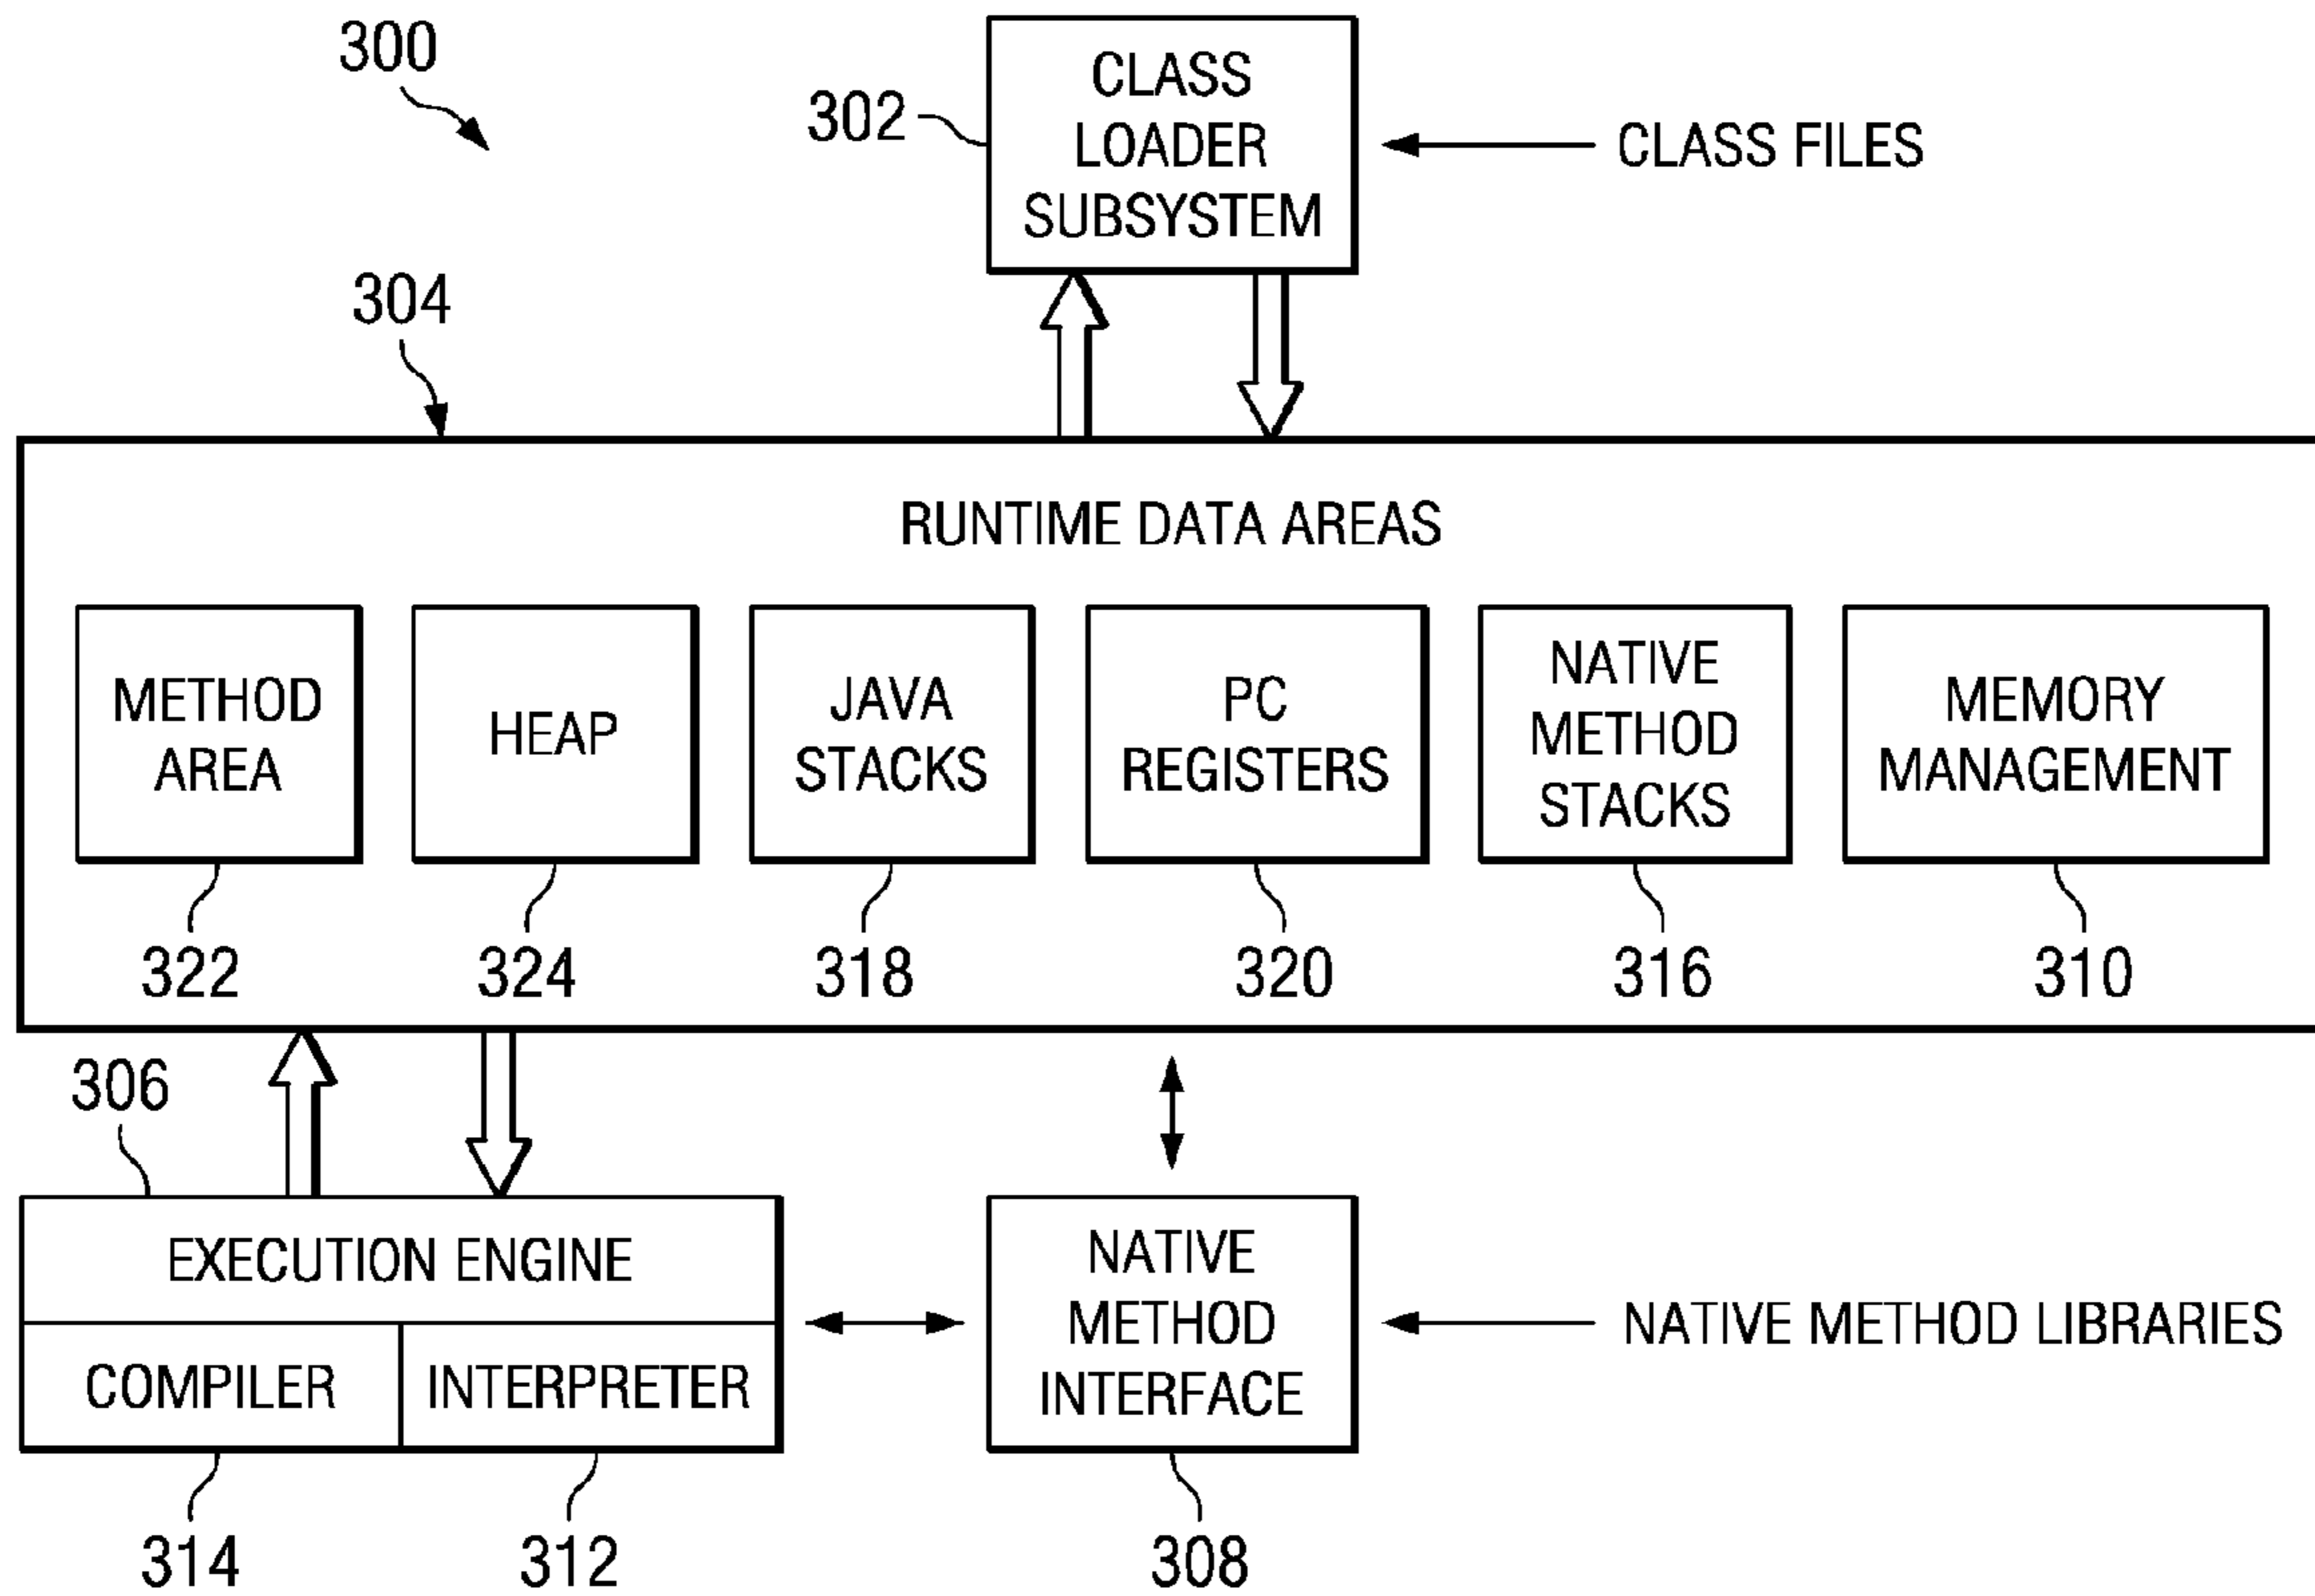 300
302
CLASS
LOADER
SUBSYSTEM
CLASS FILES
304
RUNTIME DATA AREAS
METHOD
AREA
HEAP
JAVA
STACKS
PC
REGISTERS
NATIVE
METHOD
STACKS
MEMORY
MANAGEMENT
322
324
318
320
316
310
306
EXECUTION ENGINE
COMPILER
INTERPRETER
NATIVE
METHOD
INTERFACE
NATIVE METHOD LIBRARIES
314
312
308